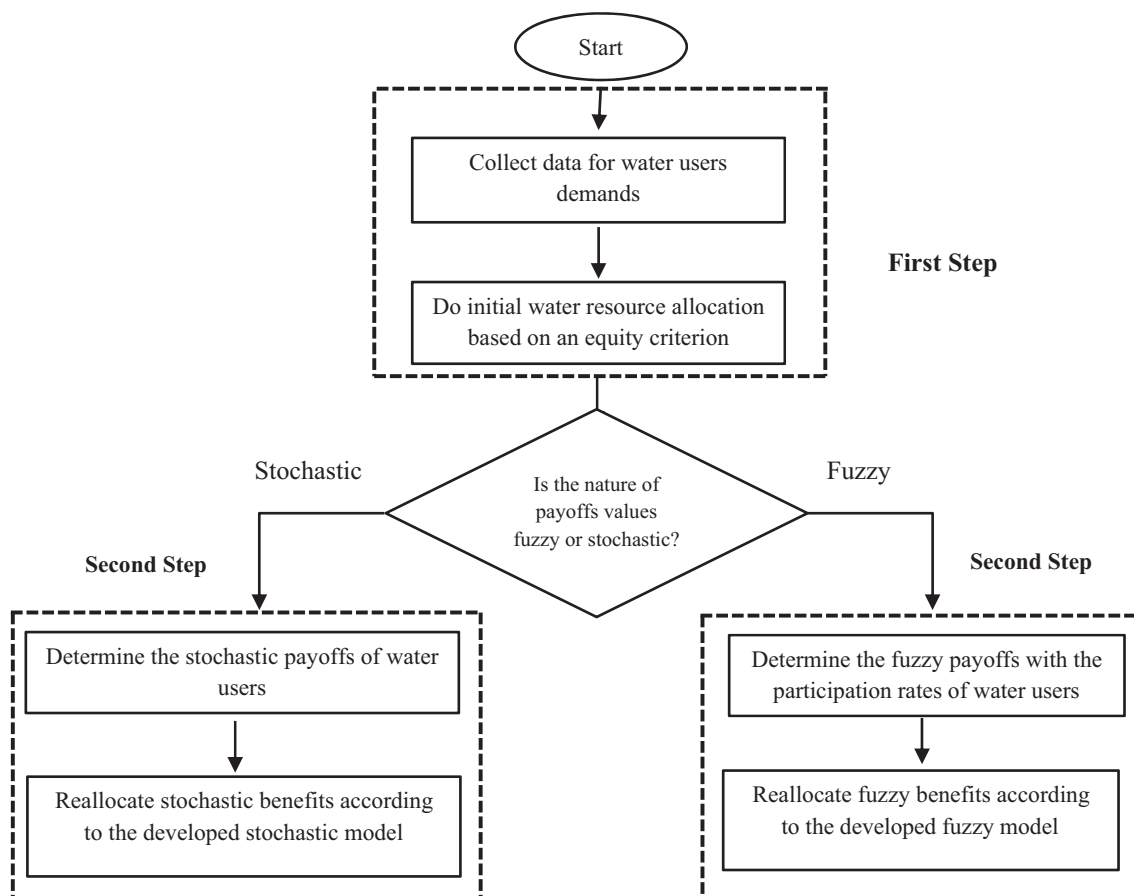 Start
Collect data for water users
demands
First Step
Do initial water resource allocation
based on an equity criterion
Stochastic
Fuzzy
Is the nature of
payoffs values
fuzzy or stochastic?
Second Step
Second Step
Determine the stochastic payoffs of water
users
Determine the fuzzy payoffs with the
participation rates of water users
Reallocate stochastic benefits according
to the developed stochastic model
Reallocate fuzzy benefits according
to the developed fuzzy model